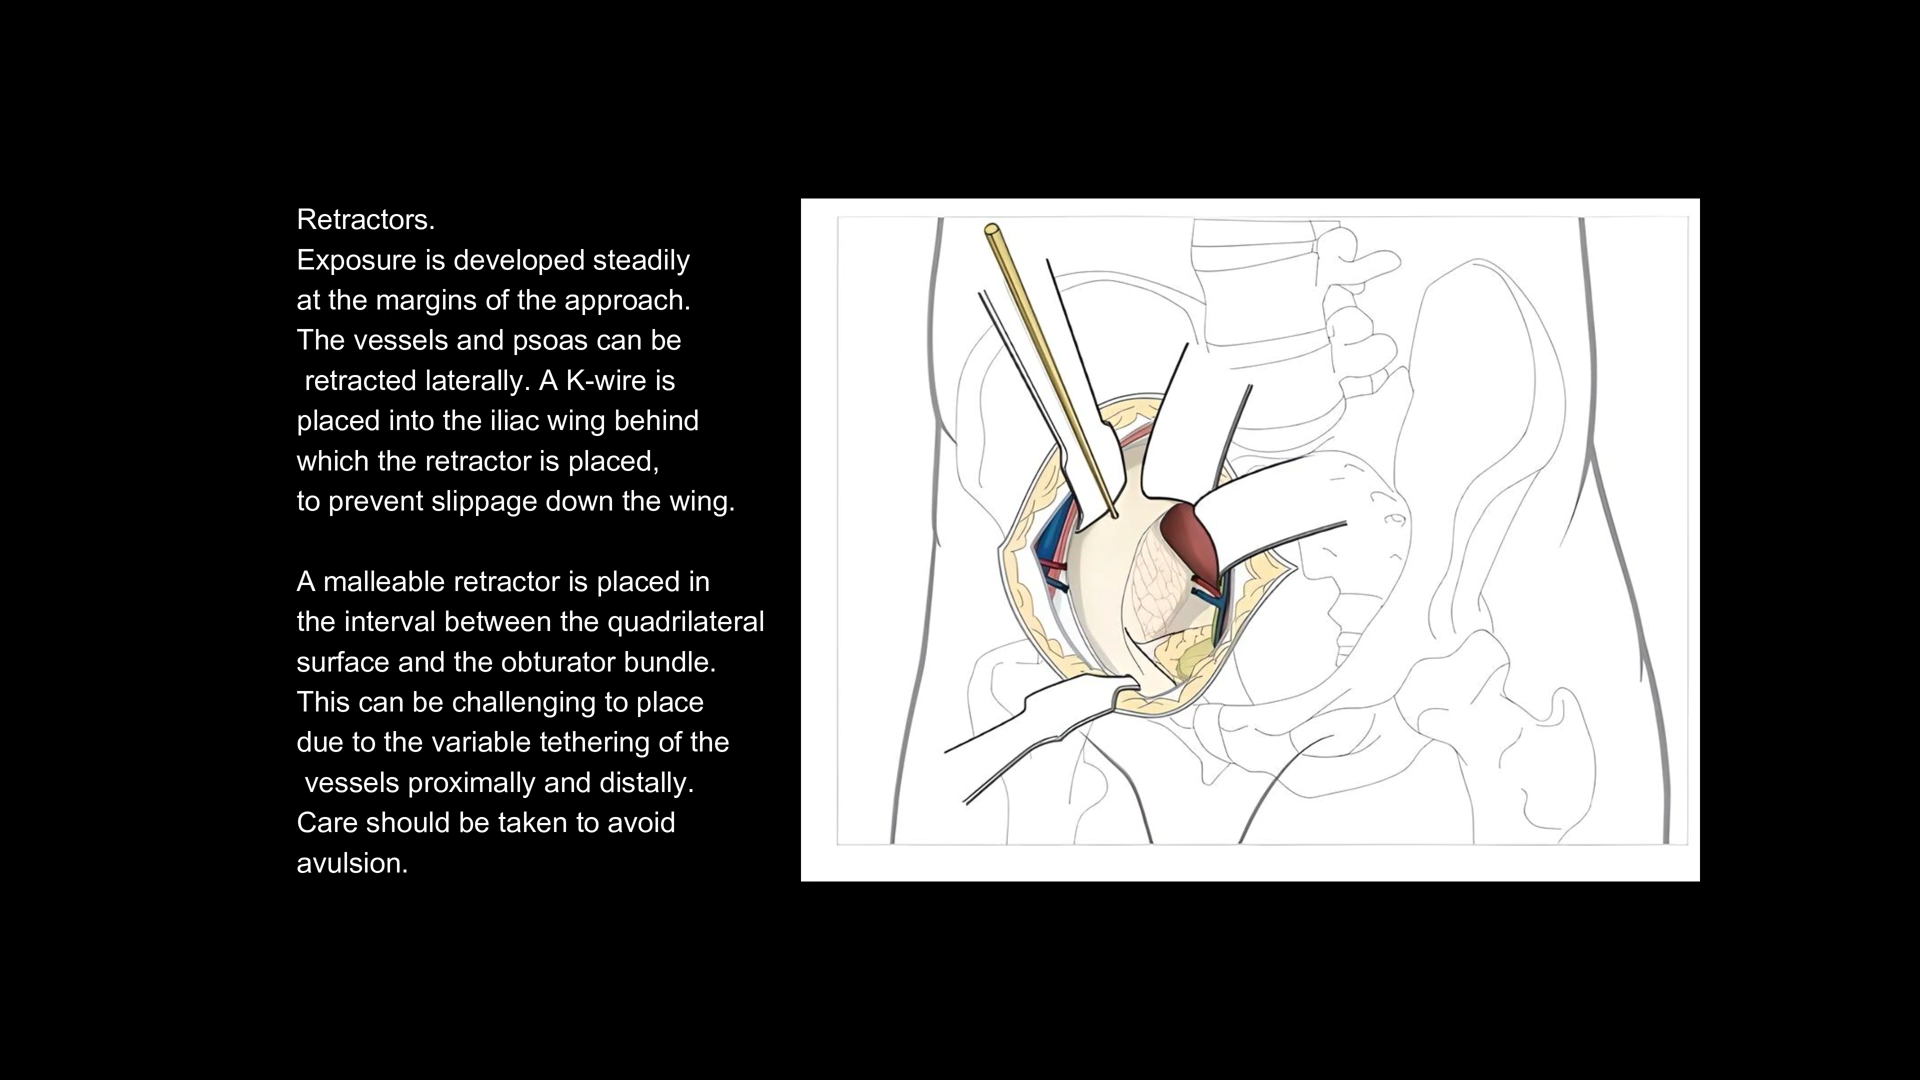 Retractors.
Exposure is developed steadily
at the margins of the approach.
The vessels and psoas can be
retracted laterally. A K-wire is
placed into the iliac wing behind
which the retractor is placed,
to prevent slippage down the wing.
A malleable retractor is placed in
the interval between the quadrilateral
surface and the obturator bundle.
This can be challenging to place
due to the variable tethering of the
vessels proximally and distally.
Care should be taken to avoid
avulsion.